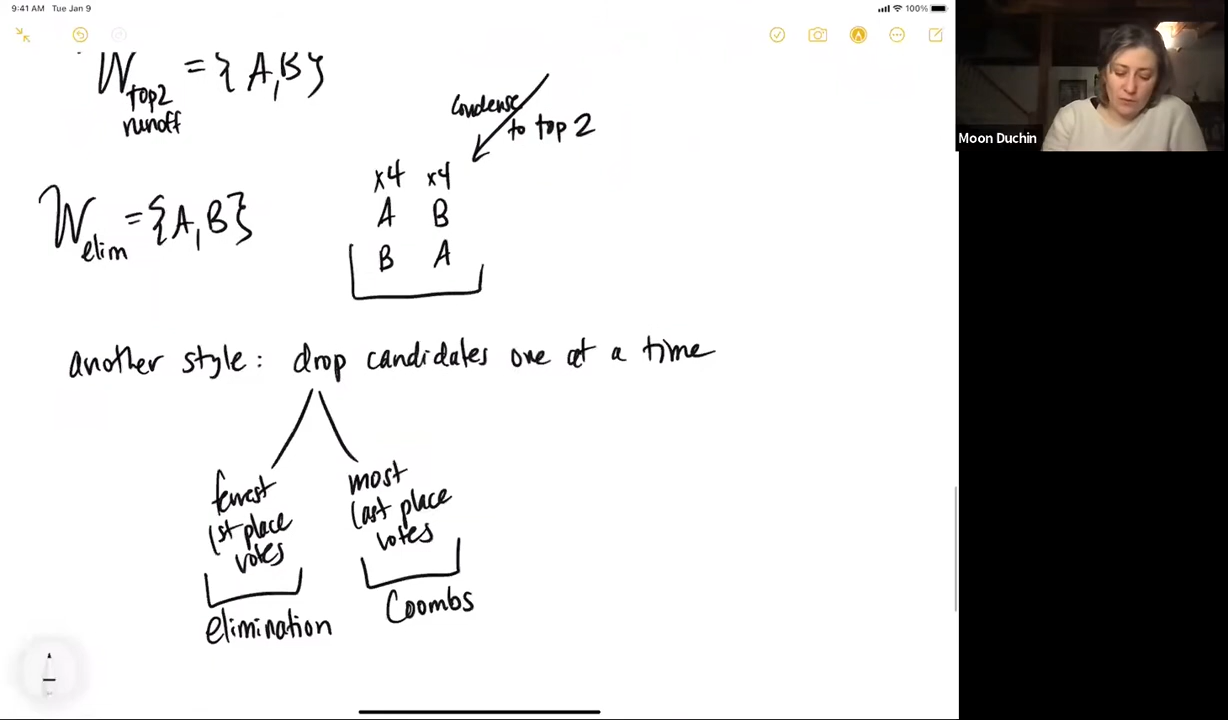 9:41 AM Tue Jan 9
100%
W top2 runoff = {A,B}
Condense
to top 2
x4 x4
A B
B A
W elim = {A,B}
another style: drop candidates one at a time
fewest
1st place
votes
elimination
most
last place
votes
Coombs
Moon Duchin